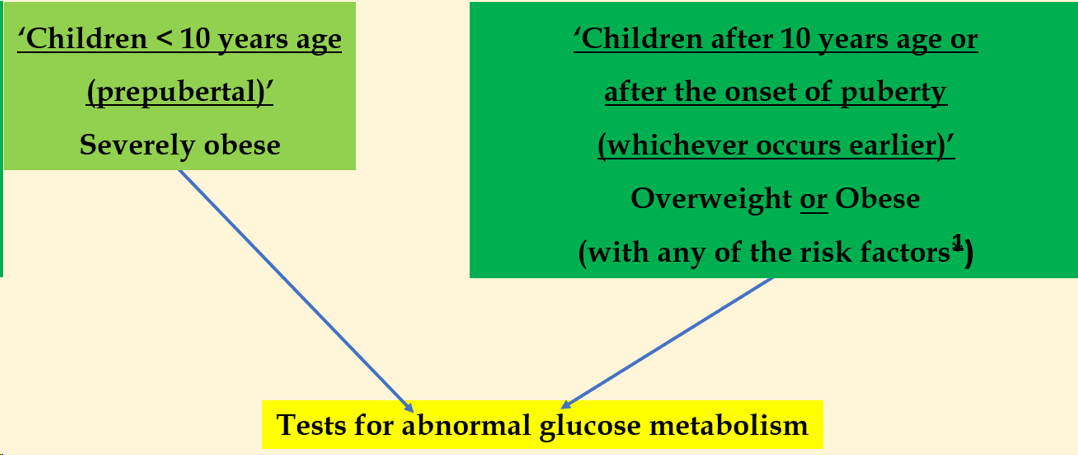 ‘Children < 10 years age
(prepubertal)’
Severely obese
‘Children after 10 years age or
after the onset of puberty
(whichever occurs earlier)’
Overweight or Obese
(with any of the risk factors¹)
Tests for abnormal glucose metabolism